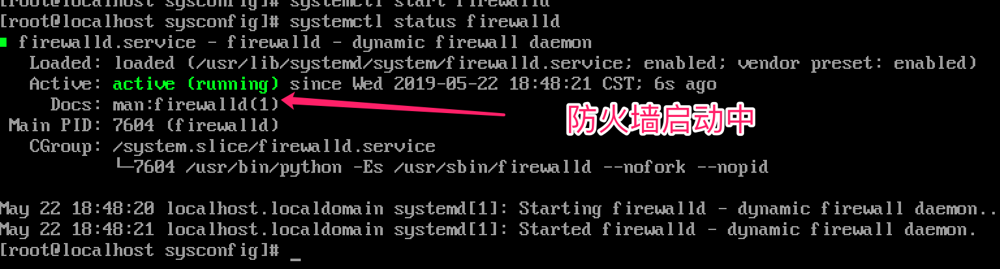 [root@localhost sysconfig]# systemctl start firewalld
[root@localhost sysconfig]# systemctl status firewalld
firewalld.service - firewalld - dynamic firewall daemon
Loaded: loaded (/usr/lib/systemd/system/firewalld.service; enabled; vendor preset: enabled)
Active: active (running) since Wed 2019-05-22 18:48:21 CST; 6s ago
Docs: man:firewalld(1)
防火墙启动中
Main PID: 7604 (firewalld)
CGroup: /system.slice/firewalld.service
└─7604 /usr/bin/python -Es /usr/sbin/firewalld --nofork --nopid
May 22 18:48:20 localhost.localdomain systemd[1]: Starting firewalld - dynamic firewall daemon..
May 22 18:48:21 localhost.localdomain systemd[1]: Started firewalld - dynamic firewall daemon.
[root@localhost sysconfig]# _